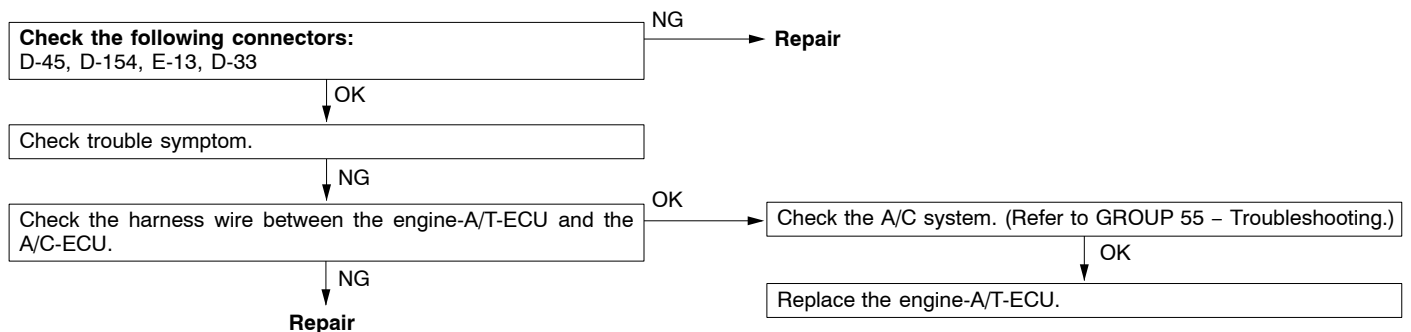 Check the following connectors:
D-45, D-154, E-13, D-33
NG
Repair
OK
Check trouble symptom.
NG
Check the harness wire between the engine-A/T-ECU and the
A/C-ECU.
OK
Check the A/C system. (Refer to GROUP 55 – Troubleshooting.)
OK
Replace the engine-A/T-ECU.
NG
Repair